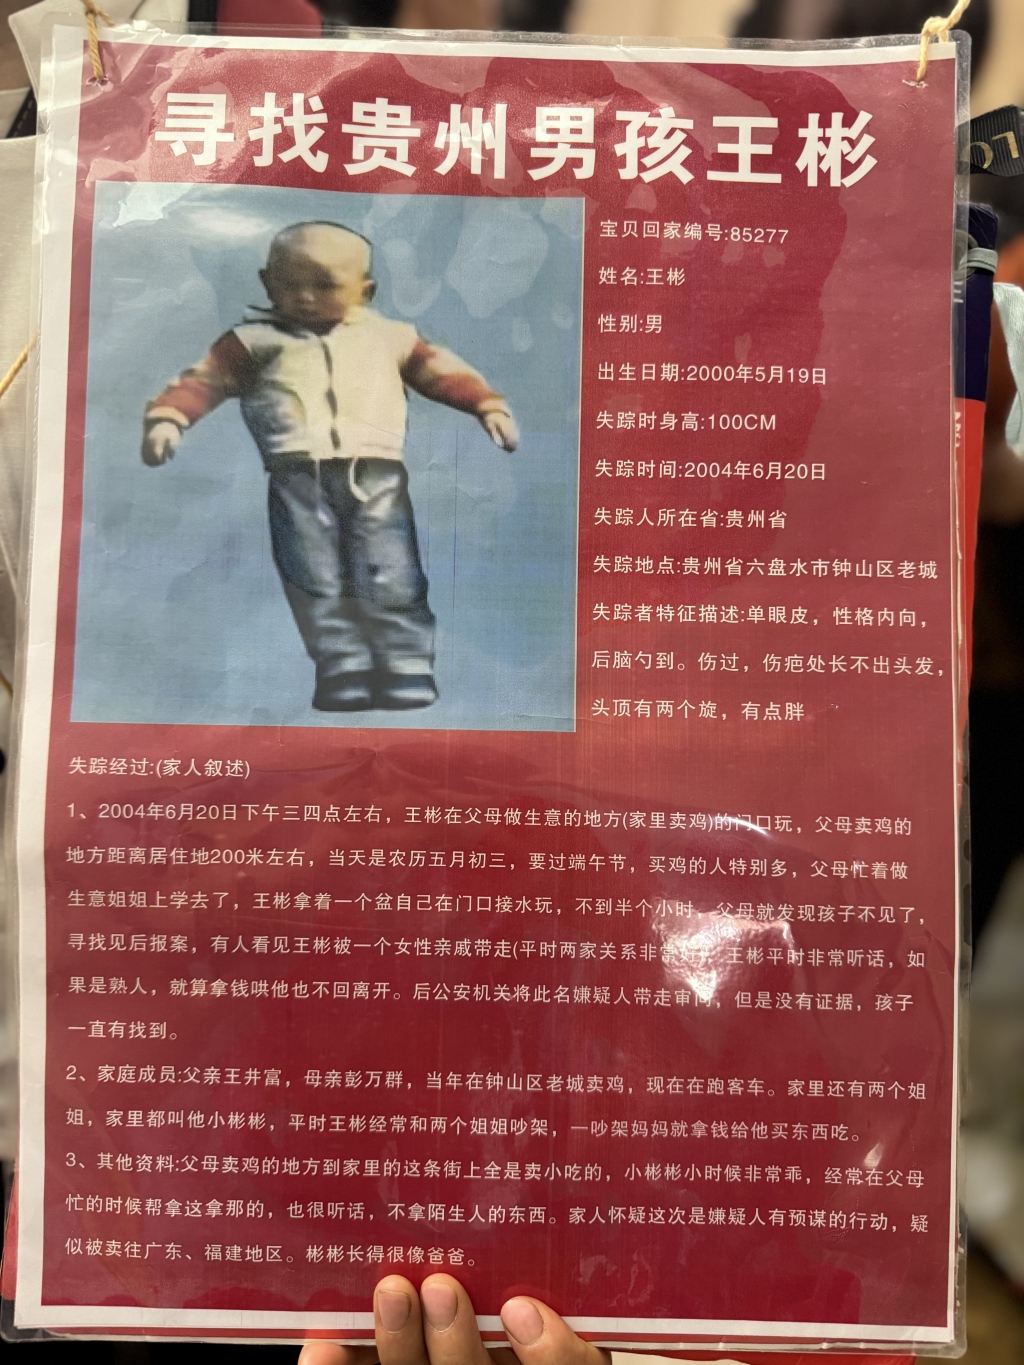 寻找贵州男孩王彬
宝贝回家编号:85277
姓名:王彬
性别:男
出生日期:2000年5月19日
失踪时身高:100CM
失踪时间:2004年6月20日
失踪人所在省:贵州省
失踪地点:贵州省六盘水市钟山区老城
失踪者特征描述:单眼皮，性格内向，
后脑勺到。伤过，伤疤处长不出头发，
头顶有两个旋，有点胖
失踪经过:(家人叙述)
1、2004年6月20日下午三四点左右，王彬在父母做生意的地方(家里卖鸡)的门口玩，父母卖鸡的
地方距离居住地200米左右，当天是农历五月初三，要过端午节，买鸡的人特别多，父母忙着做
生意姐姐上学去了，王彬拿着一个盆自己在门口接水玩，不到半个小时，父母就发现孩子不见了，
寻找见后报案，有人看见王彬被一个女性亲戚带走(平时两家关系非常好)，王彬平时非常听话，如
果是熟人，就算拿钱哄他也不回离开。后公安机关将此名嫌疑人带走审问，但是没有证据，孩子
一直有找到。
2、家庭成员:父亲王井富，母亲彭万群，当年在钟山区老城卖鸡，现在在跑客车。家里还有两个姐
姐，家里都叫他小彬彬，平时王彬经常和两个姐姐吵架，一吵架妈妈就拿钱给他买东西吃。
3、其他资料:父母卖鸡的地方到家里的这条街上全是卖小吃的，小彬彬小时候非常乖，经常在父母
忙的时候帮拿这拿那的，也很听话，不拿陌生人的东西。家人怀疑这次是嫌疑人有预谋的行动，疑
似被卖往广东、福建地区。彬彬长得很像爸爸。